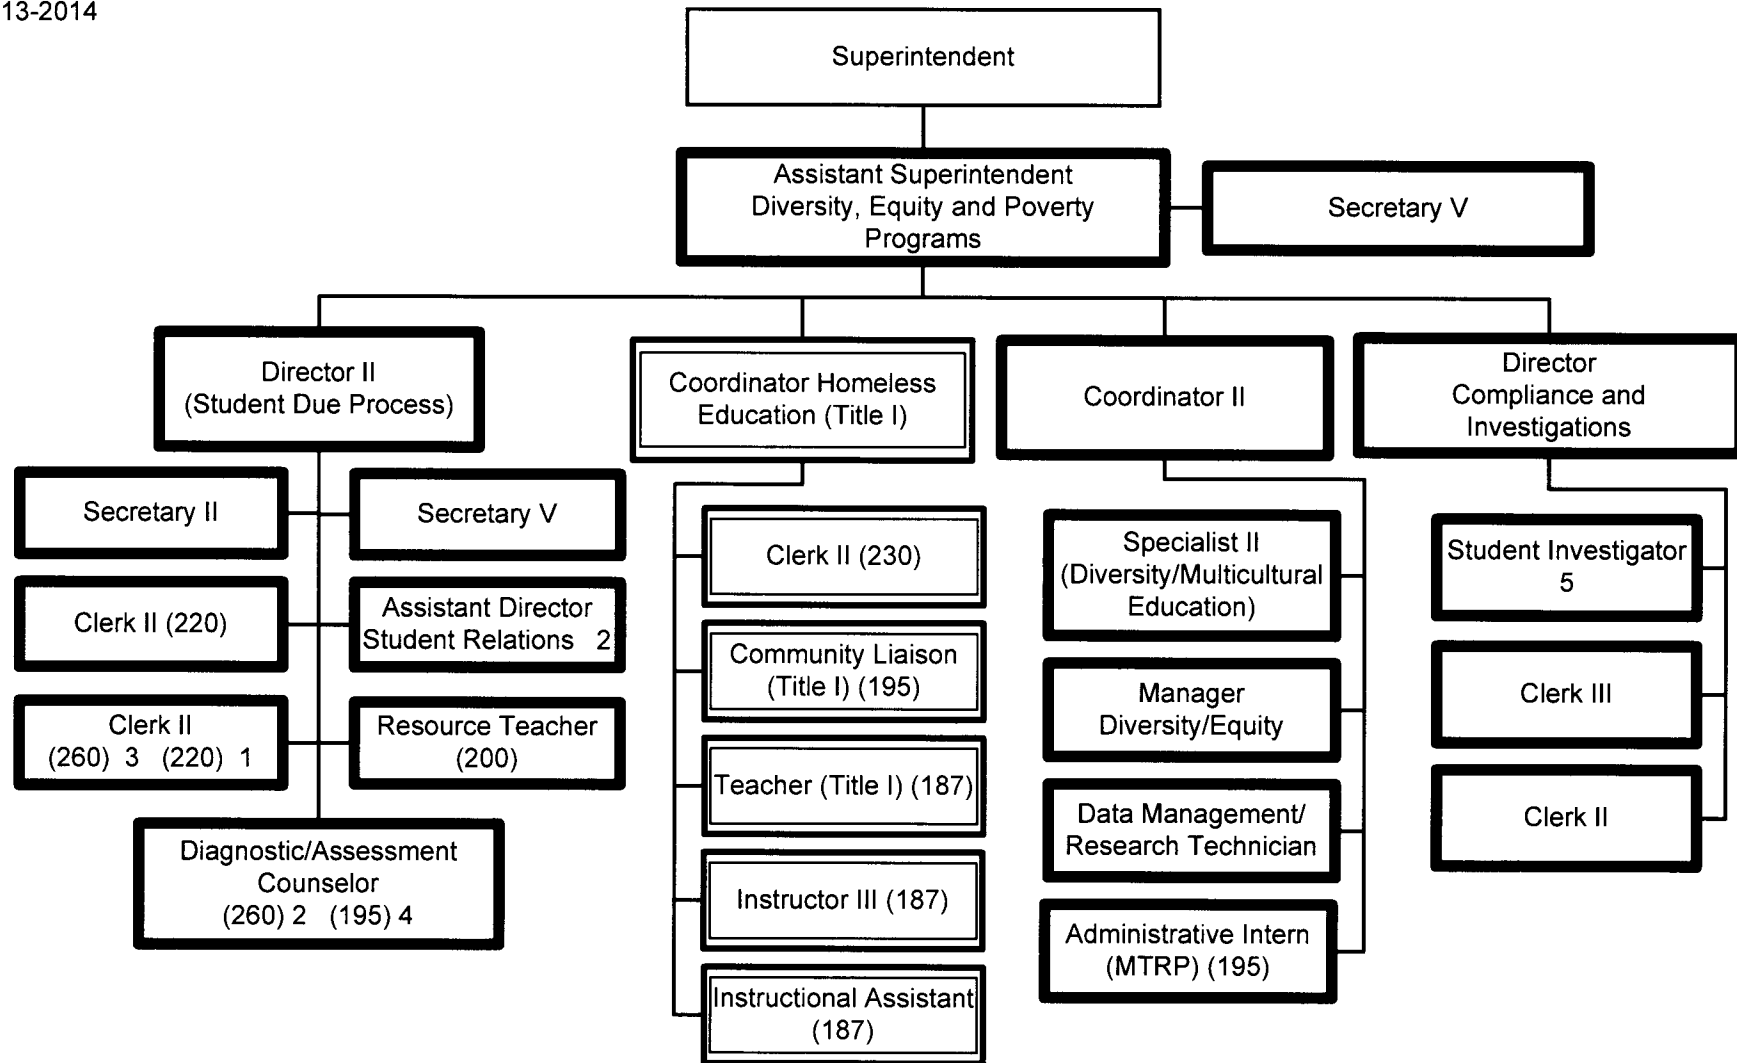 13-2014
Superintendent
Assistant Superintendent
Diversity, Equity and Poverty
Programs
Secretary V
Director II
(Student Due Process)
Coordinator Homeless
Education (Title I)
Coordinator II
Director
Compliance and
Investigations
Secretary II
Secretary V
Clerk II (220)
Assistant Director
Student Relations 2
Clerk II
(260) 3 (220) 1
Resource Teacher
(200)
Diagnostic/Assessment
Counselor
(260) 2 (195) 4
Clerk II (230)
Community Liaison
(Title I) (195)
Teacher (Title I) (187)
Instructor III (187)
Instructional Assistant
(187)
Specialist II
(Diversity/Multicultural
Education)
Manager
Diversity/Equity
Data Management/
Research Technician
Administrative Intern
(MTRP) (195)
Student Investigator
5
Clerk III
Clerk II